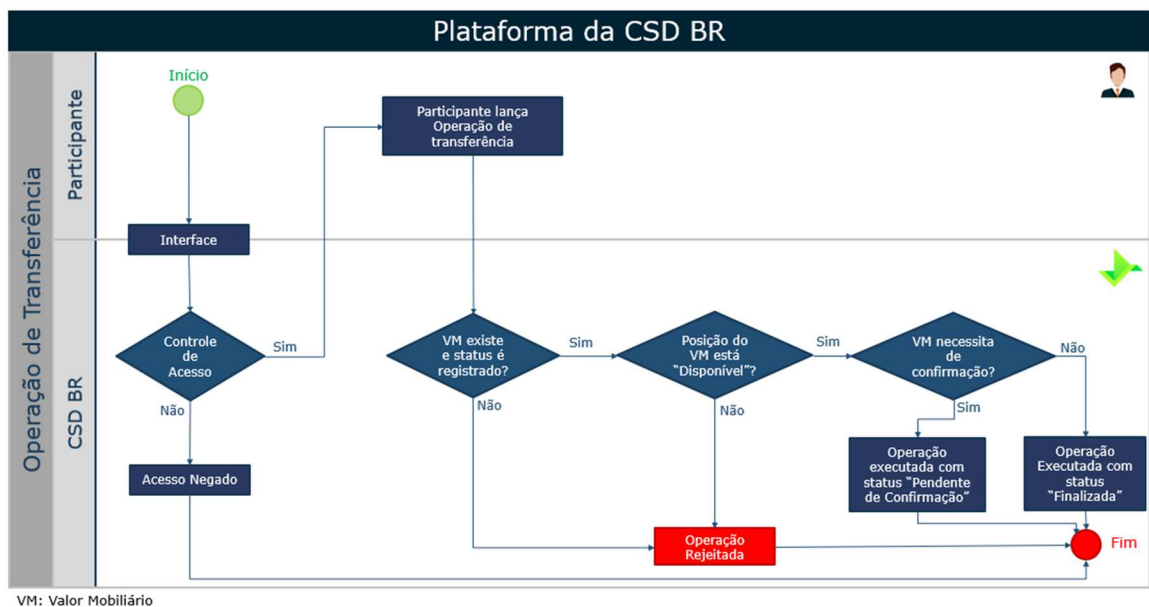 Plataforma da CSD BR
Operação de Transferência
Participante
Início
Participante lança
Operação de
transferência
Interface
CSD BR
Controle
de
Acesso
Sim
VM existe
e status é
registrado?
Sim
Posição do
VM está
“Disponível”?
Sim
VM necessita
de
confirmação?
Não
Não
Não
Não
Sim
Acesso Negado
Operação
executada com
status “Pendente
de Confirmação”
Operação
Executada com
status
“Finalizada”
Operação
Rejeitada
Fim
VM: Valor Mobiliário